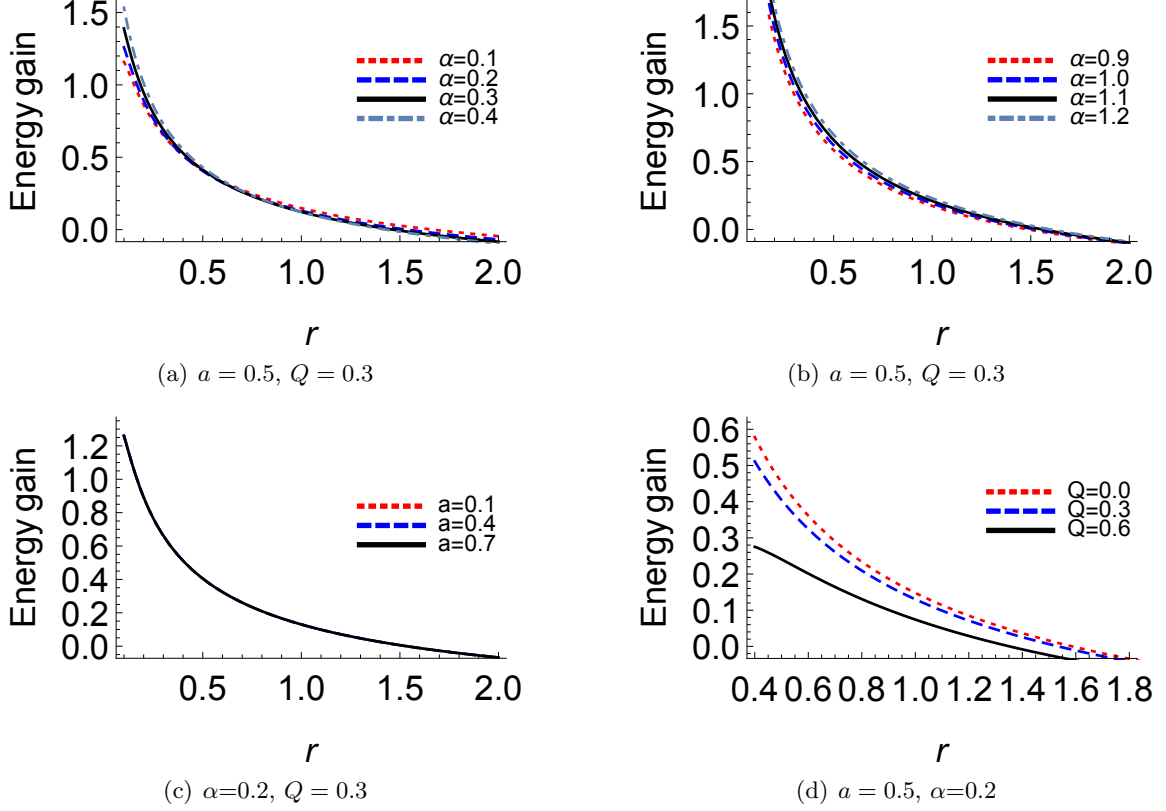 Energy gain
1.5
1.0
0.5
0.0
α=0.1
α=0.2
α=0.3
α=0.4
0.5 1.0 1.5 2.0
r
(a) a = 0.5, Q = 0.3
Energy gain
1.5
1.0
0.5
0.0
α=0.9
α=1.0
α=1.1
α=1.2
0.5 1.0 1.5 2.0
r
(b) a = 0.5, Q = 0.3
Energy gain
1.2
1.0
0.8
0.6
0.4
0.2
0.0
a=0.1
a=0.4
a=0.7
0.5 1.0 1.5 2.0
r
(c) α=0.2, Q = 0.3
Energy gain
0.6
0.5
0.4
0.3
0.2
0.1
0.0
Q=0.0
Q=0.3
Q=0.6
0.4 0.6 0.8 1.0 1.2 1.4 1.6 1.8
r
(d) a = 0.5, α=0.2